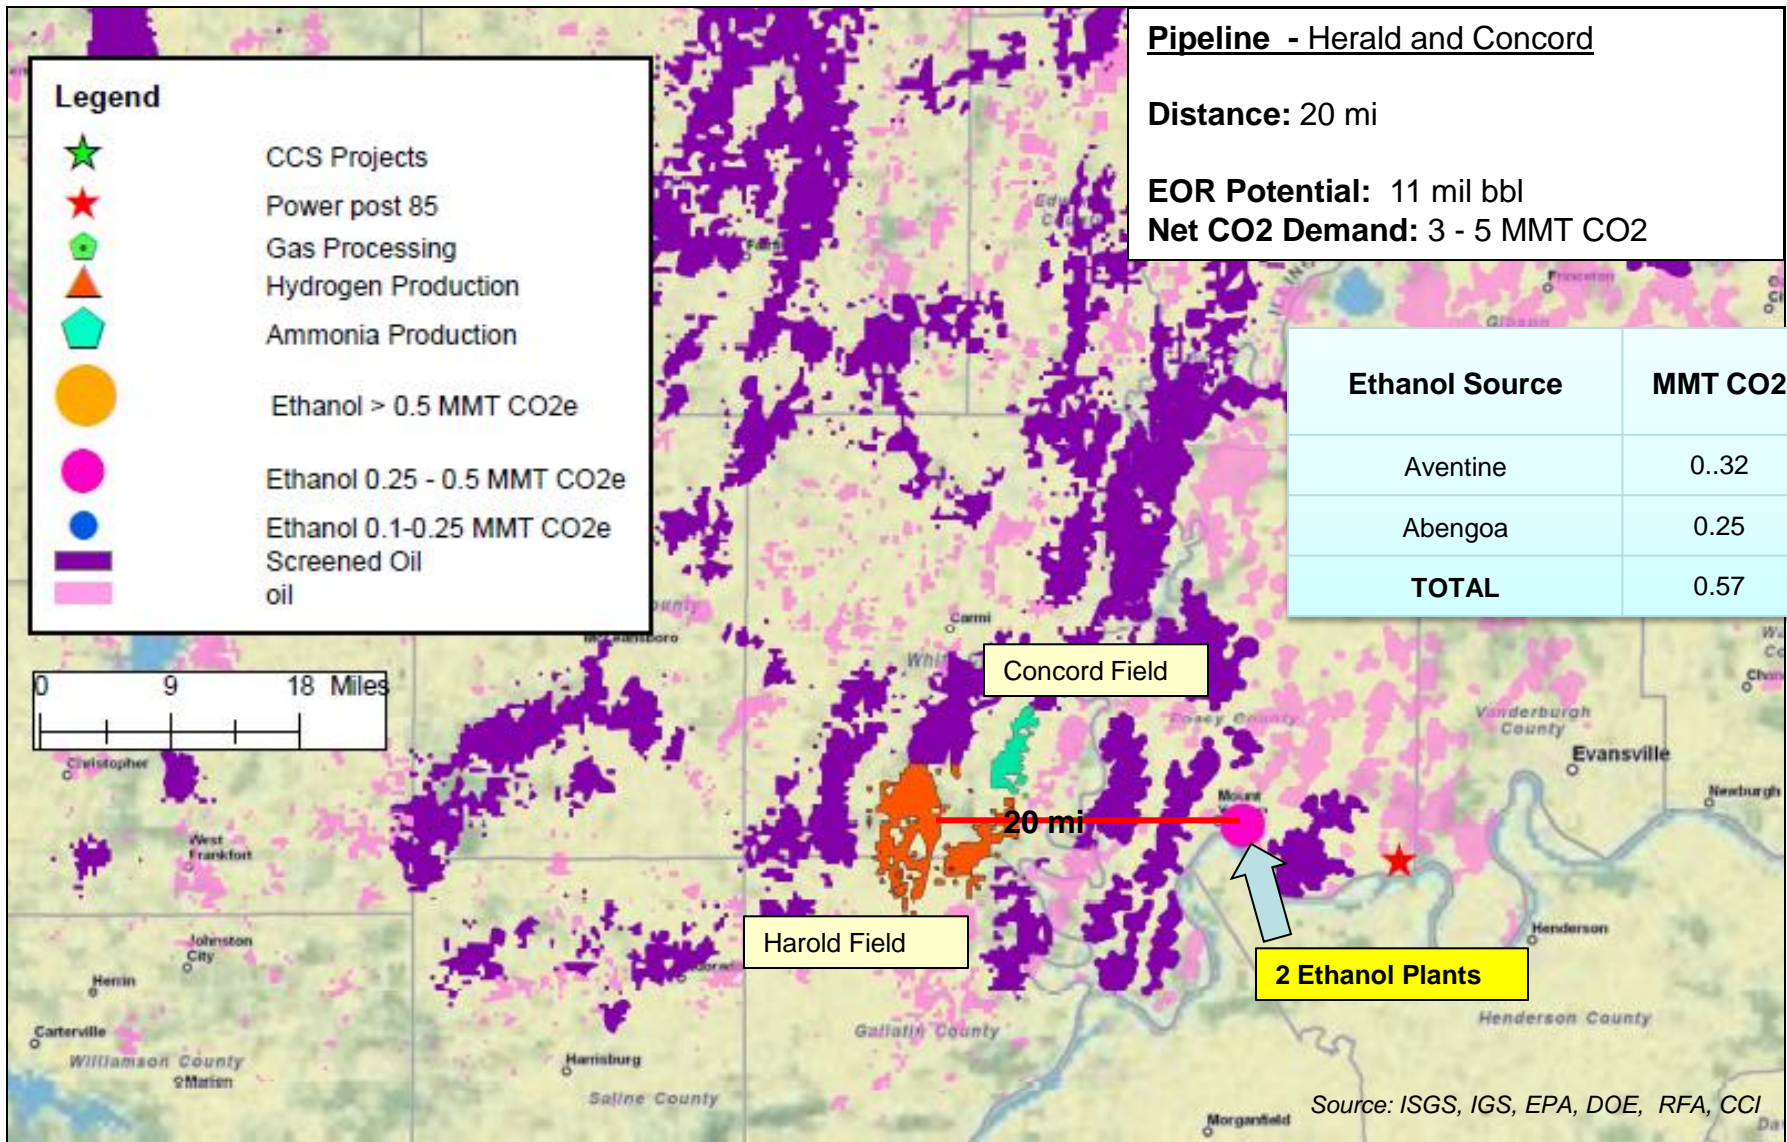 Pipeline - Herald and Concord
Distance: 20 mi
EOR Potential: 11 mil bbl
Net CO2 Demand: 3 - 5 MMT CO2
Legend
CCS Projects
Power post 85
Gas Processing
Hydrogen Production
Ammonia Production
Ethanol > 0.5 MMT CO2e
Ethanol 0.25 - 0.5 MMT CO2e
Ethanol 0.1-0.25 MMT CO2e
Screened Oil
oil
0 9 18 Miles
Ethanol Source MMT CO2
Aventine 0..32
Abengoa 0.25
TOTAL 0.57
Princeton
Gibson
Carmi
Concord Field
Posey County
Vanderburgh
County
Evansville
Newburgh
Christopher
West
Frankfort
Mount
20 mi
Harold Field
2 Ethanol Plants
Henderson
Johnston
City
Herrin
Carterville
Williamson County
Marion
Harrisburg
Saline County
Gallatin County
Henderson County
Morganfield
Source: ISGS, IGS, EPA, DOE, RFA, CCI